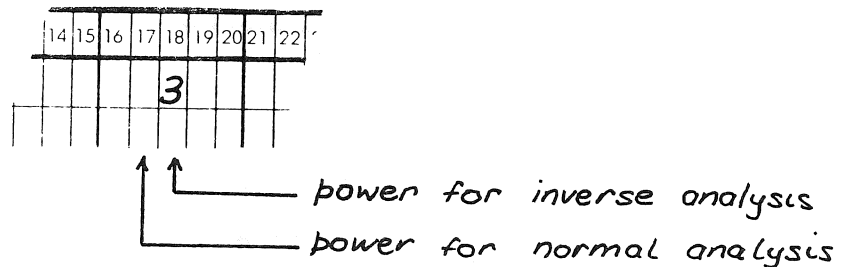 14 15 16 17 18 19 20 21 22
3
power for inverse analysis
power for normal analysis